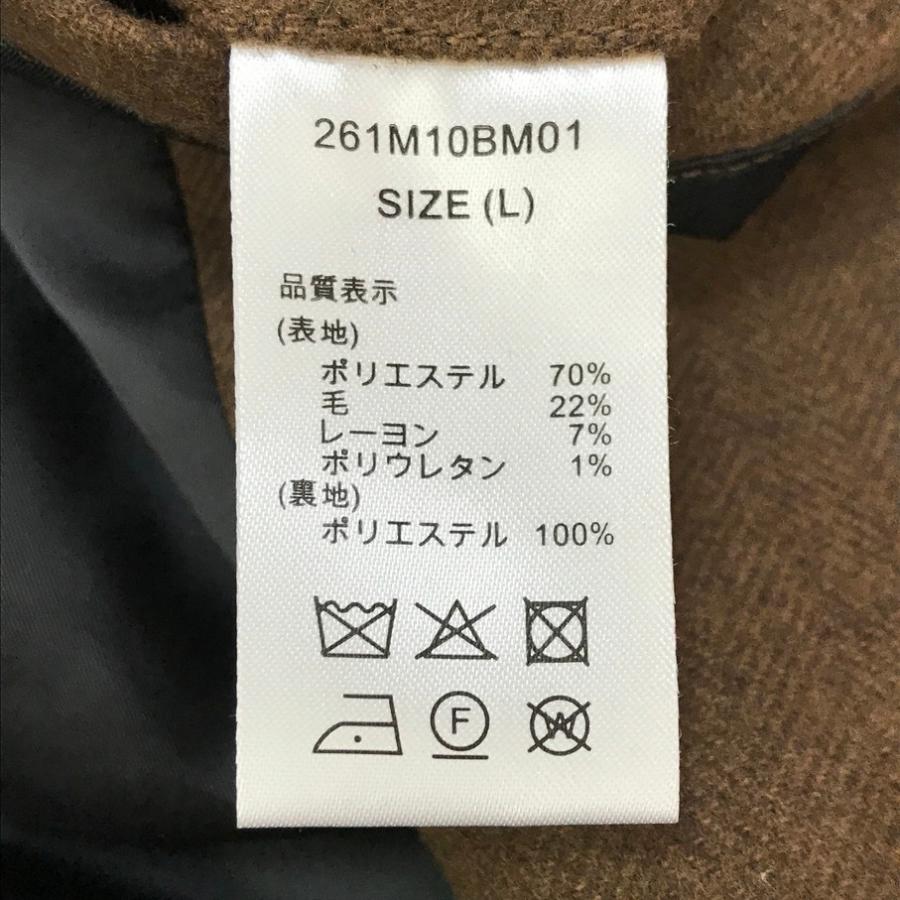 261M10BM01
SIZE (L)
品質表示
(表地)
ポリエステル 70%
毛 22%
レーヨン 7%
ポリウレタン 1%
(裏地)
ポリエステル 100%
F W